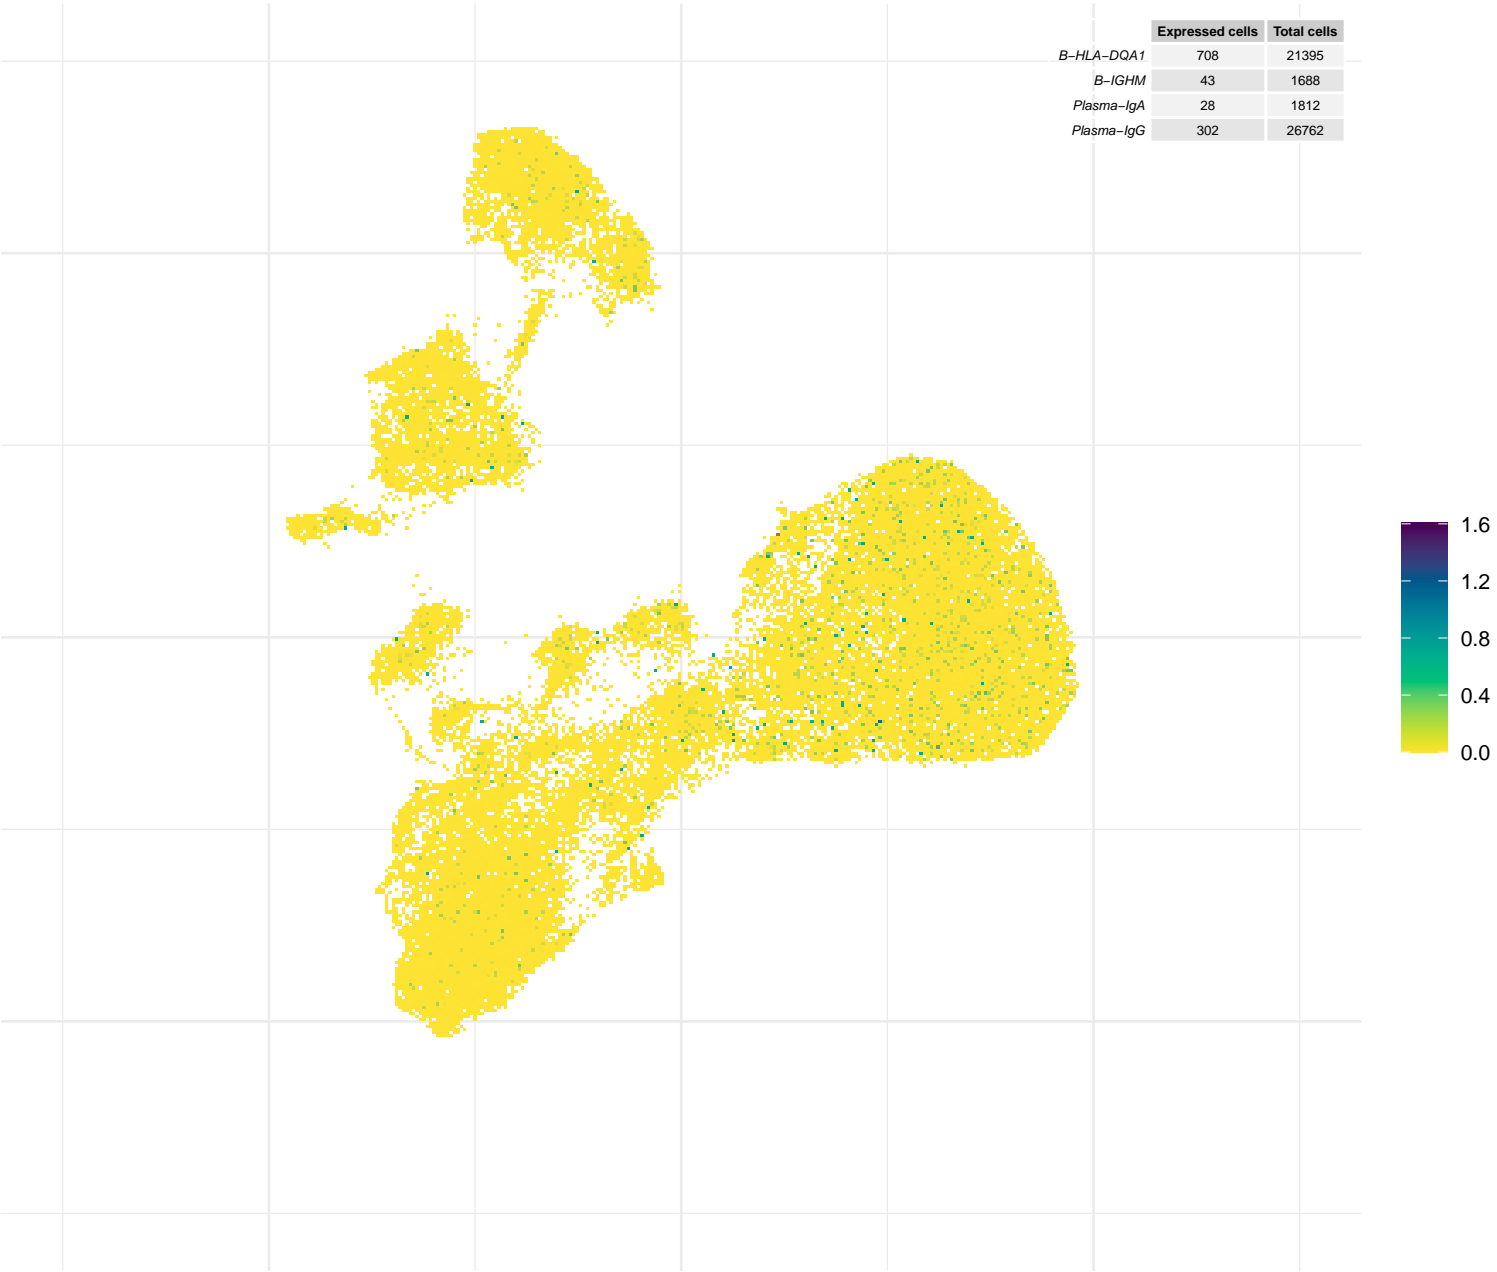 Expressed cells Total cells
B−HLA−DQA1 708 21395
B−IGHM 43 1688
Plasma−IgA 28 1812
Plasma−IgG 302 26762
1.6
1.2
0.8
0.4
0.0